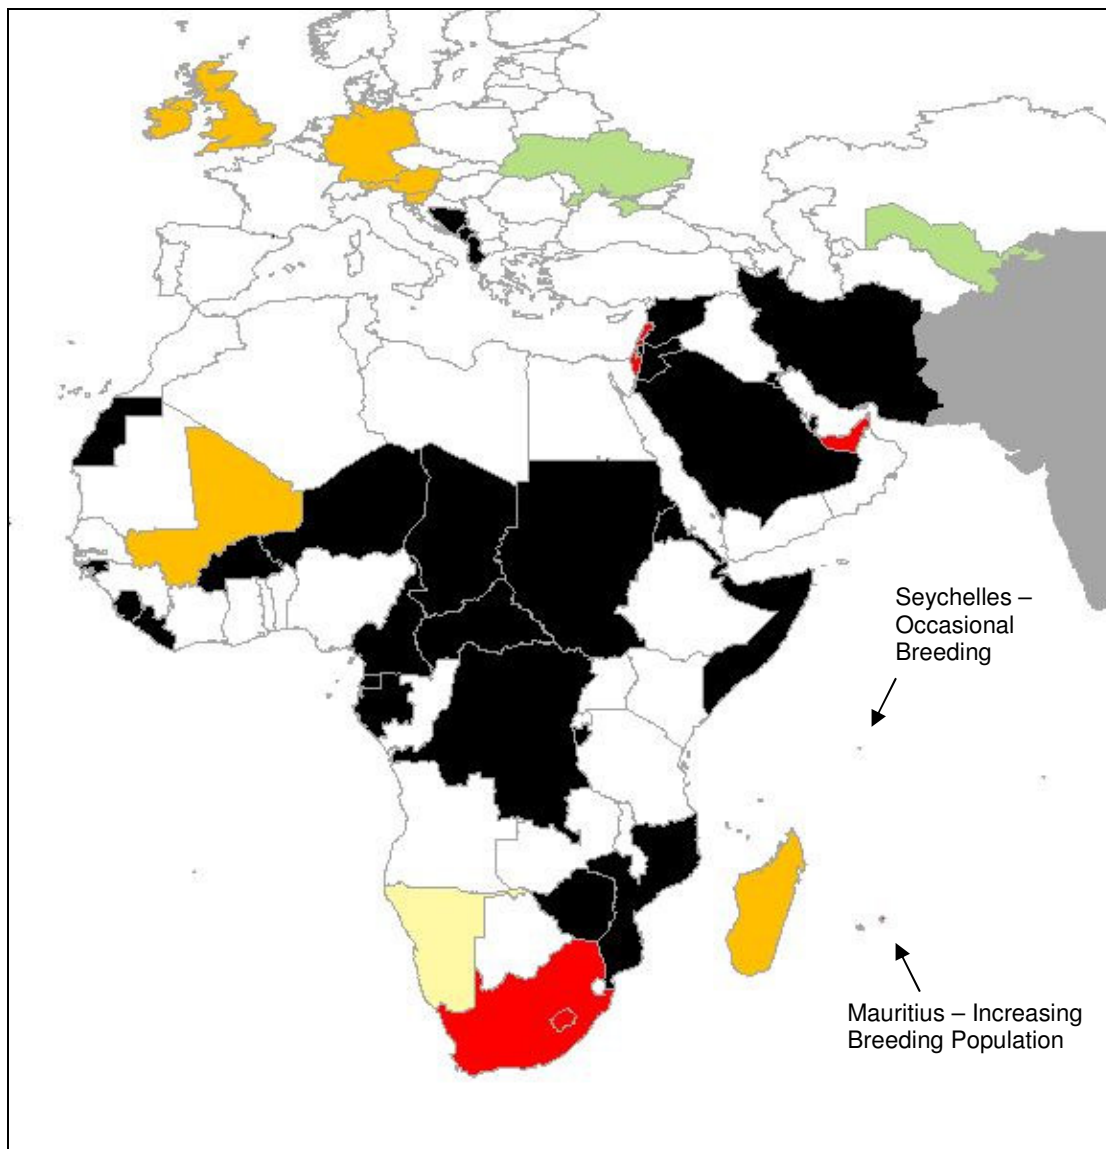 Seychelles –
Occasional
Breeding
Mauritius – Increasing
Breeding Population